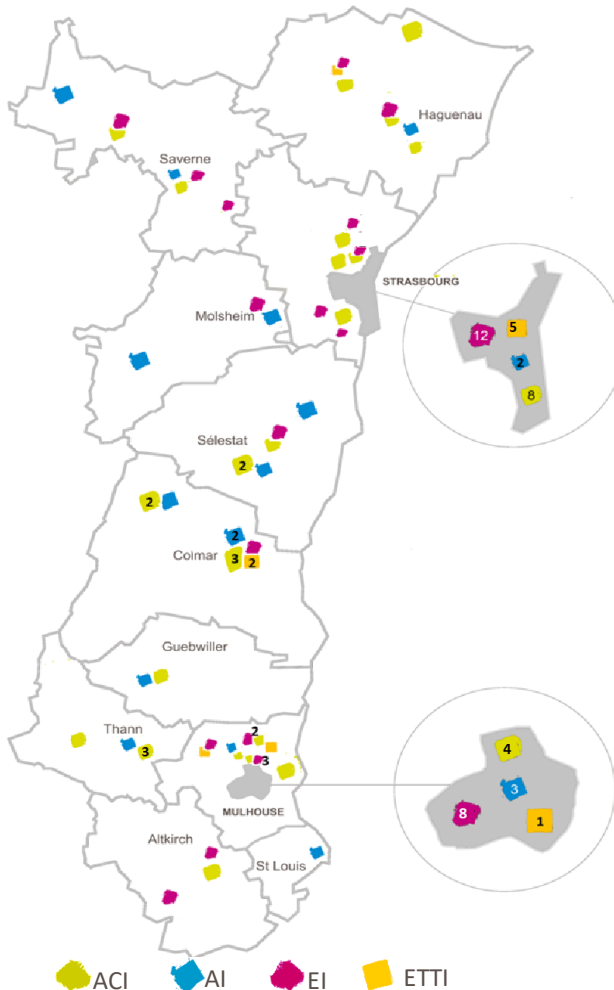 Haguenau
Saverne
STRASBOURG
Molsheim
5
12
2
8
Sélestat
2
2
2
Colmar
3
2
Guebwiller
Thann
3
2
3
4
MULHOUSE
3
8
1
Altkirch
St Louis
ACI AI EI ETTI